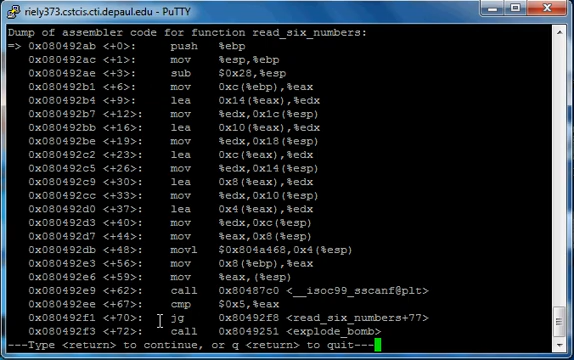 riely373.cstcis.cti.depaul.edu - PuTTY
Dump of assembler code for function read_six_numbers:
=> 0x080492ab <+0>: push %ebp
0x080492ac <+1>: mov %esp,%ebp
0x080492ae <+3>: sub $0x28,%esp
0x080492b1 <+6>: mov 0xc(%ebp),%eax
0x080492b4 <+9>: lea 0x14(%eax),%edx
0x080492b7 <+12>: mov %edx,0x1c(%esp)
0x080492bb <+16>: lea 0x10(%eax),%edx
0x080492be <+19>: mov %edx,0x18(%esp)
0x080492c2 <+23>: lea 0xc(%eax),%edx
0x080492c5 <+26>: mov %edx,0x14(%esp)
0x080492c9 <+30>: lea 0x8(%eax),%edx
0x080492cc <+33>: mov %edx,0x10(%esp)
0x080492d0 <+37>: lea 0x4(%eax),%edx
0x080492d3 <+40>: mov %edx,0xc(%esp)
0x080492d7 <+44>: mov %eax,0x8(%esp)
0x080492db <+48>: movl $0x804a468,0x4(%esp)
0x080492e3 <+56>: mov 0x8(%ebp),%eax
0x080492e6 <+59>: mov %eax,(%esp)
0x080492e9 <+62>: call 0x80487c0 <__isoc99_sscanf@plt>
0x080492ee <+67>: cmp $0x5,%eax
0x080492f1 <+70>: jg 0x80492f8 <read_six_numbers+77>
0x080492f3 <+72>: call 0x8049251 <explode_bomb>
---Type <return> to continue, or q <return> to quit---